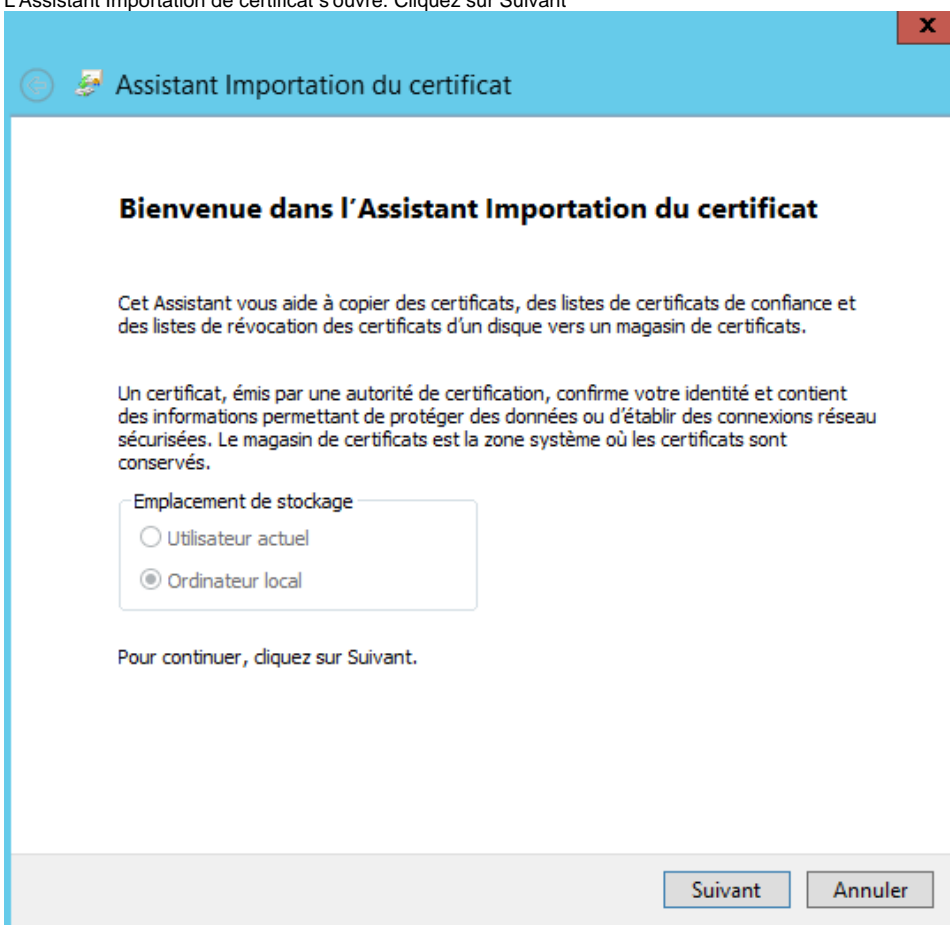 L'Assistant Importation de certificat s'ouvre. Cliquez sur Suivant
x
Assistant Importation du certificat
Bienvenue dans l'Assistant Importation du certificat
Cet Assistant vous aide à copier des certificats, des listes de certificats de confiance et
des listes de révocation des certificats d'un disque vers un magasin de certificats.
Un certificat, émis par une autorité de certification, confirme votre identité et contient
des informations permettant de protéger des données ou d'établir des connexions réseau
sécurisées. Le magasin de certificats est la zone système où les certificats sont
conservés.
Emplacement de stockage
Utilisateur actuel
Ordinateur local
Pour continuer, cliquez sur Suivant.
Suivant
Annuler